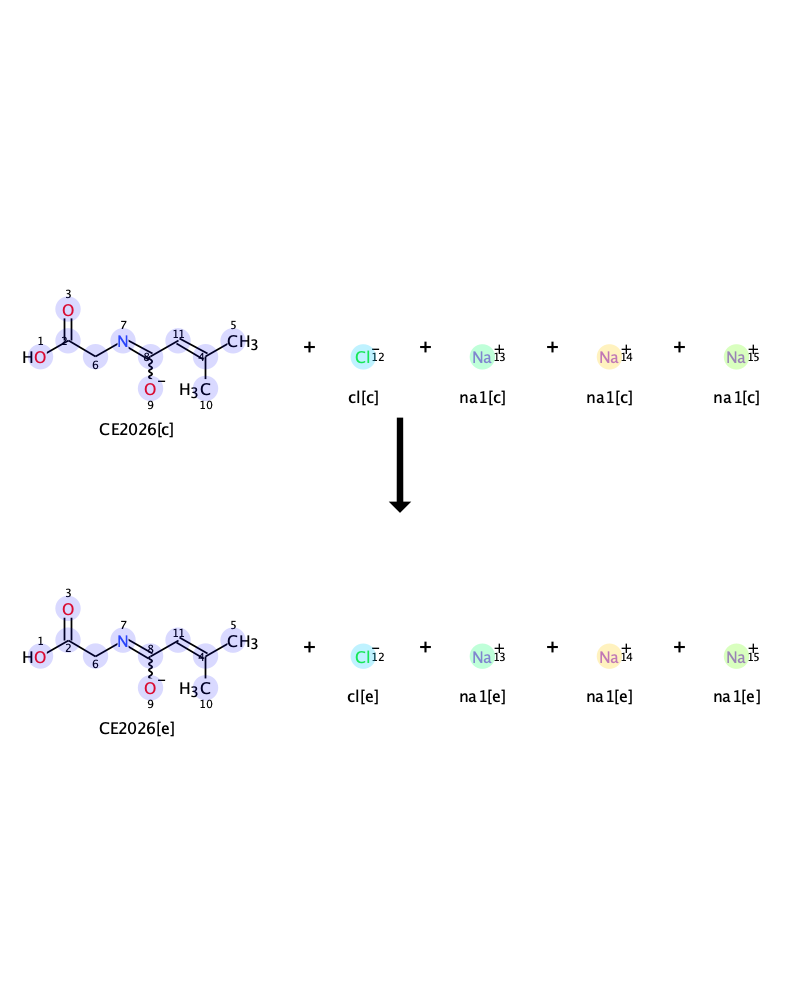 3
O
1 2 7 11 5
HO N 8 4 CH3
6
O− H3C
9 10
CE2026[c]
+ Cl− 12 + Na+ 13 + Na+ 14 + Na+ 15
cl[c] na1[c] na1[c] na1[c]
3
O
1 2 7 8 11 5
HO N 4 CH3
6
O− H3C
9 10
CE2026[e]
+ Cl− 12 + Na+ 13 + Na+ 14 + Na+ 15
cl[e] na1[e] na1[e] na1[e]